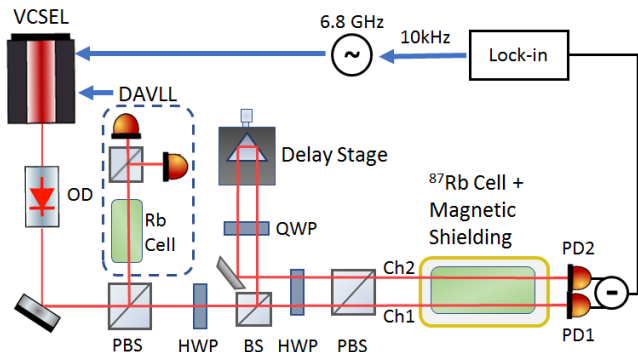 VCSEL
6.8 GHz
~
10kHz
Lock-in
DAVLL
Delay Stage
OD
Rb
Cell
QWP
⁸⁷Rb Cell +
Magnetic
Shielding
PD2
Ch2
Ch1
-
PD1
PBS
HWP
BS
HWP
PBS